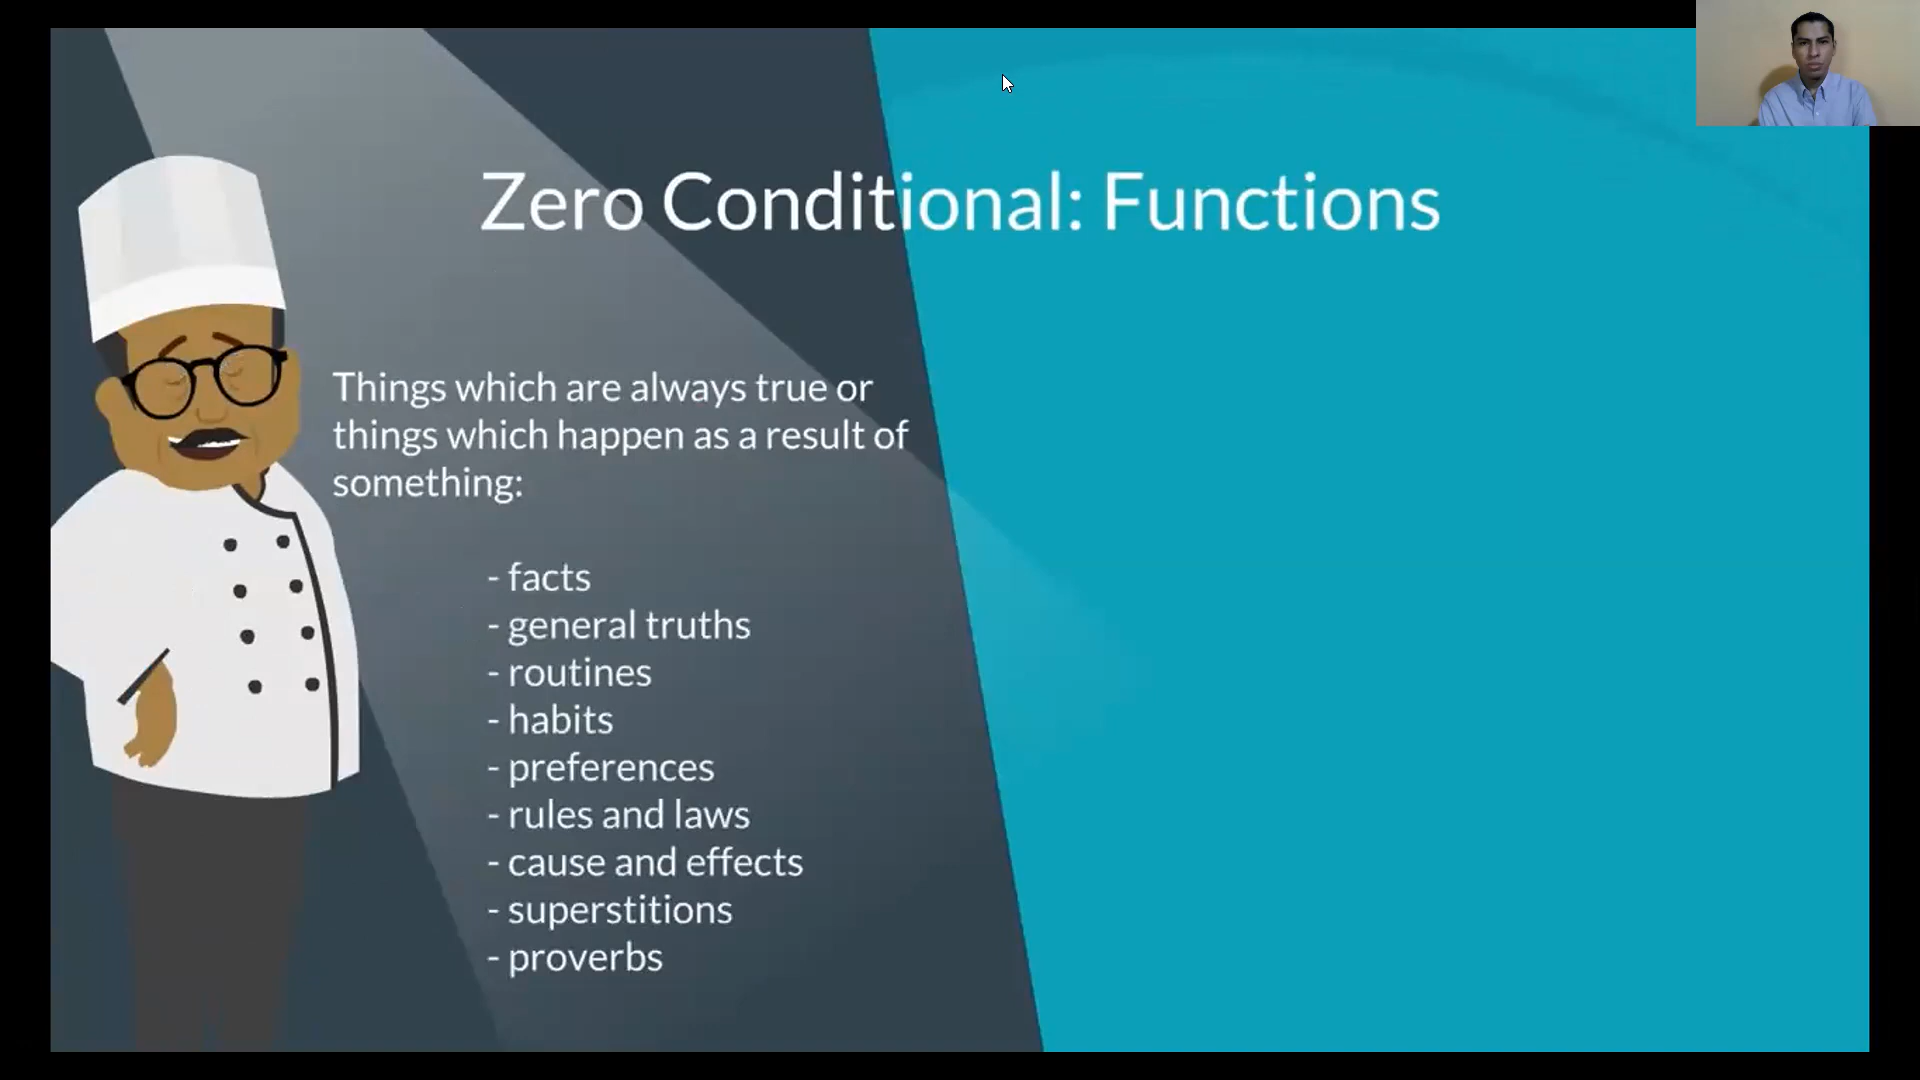 Zero Conditional: Functions
Things which are always true or
things which happen as a result of
something:
- facts
- general truths
- routines
- habits
- preferences
- rules and laws
- cause and effects
- superstitions
- proverbs